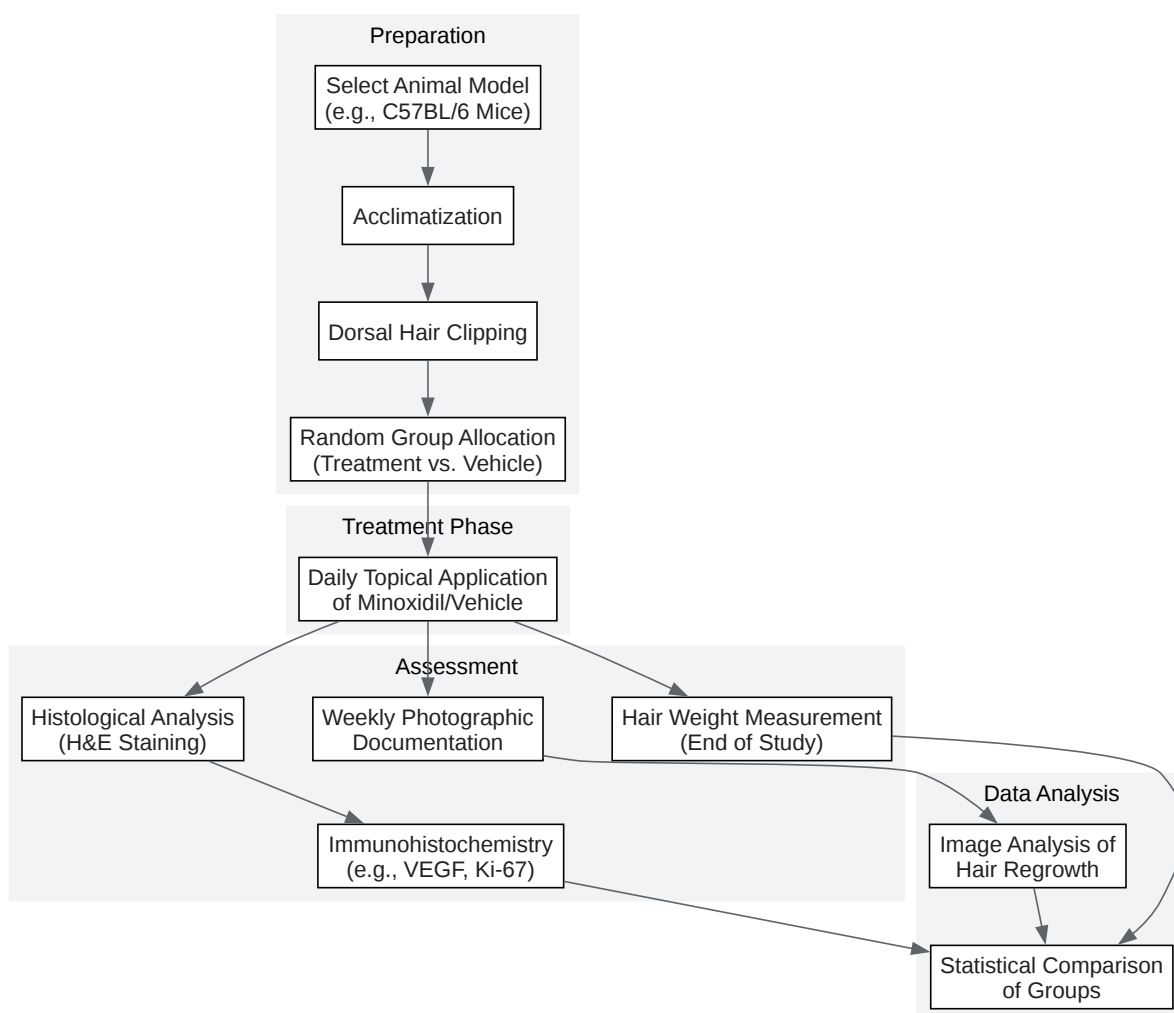 Preparation
Select Animal Model
(e.g., C57BL/6 Mice)
Acclimatization
Dorsal Hair Clipping
Random Group Allocation
(Treatment vs. Vehicle)
Treatment Phase
Daily Topical Application
of Minoxidil/Vehicle
Assessment
Histological Analysis
(H&E Staining)
Weekly Photographic
Documentation
Hair Weight Measurement
(End of Study)
Immunohistochemistry
(e.g., VEGF, Ki-67)
Data Analysis
Image Analysis of
Hair Regrowth
Statistical Comparison
of Groups